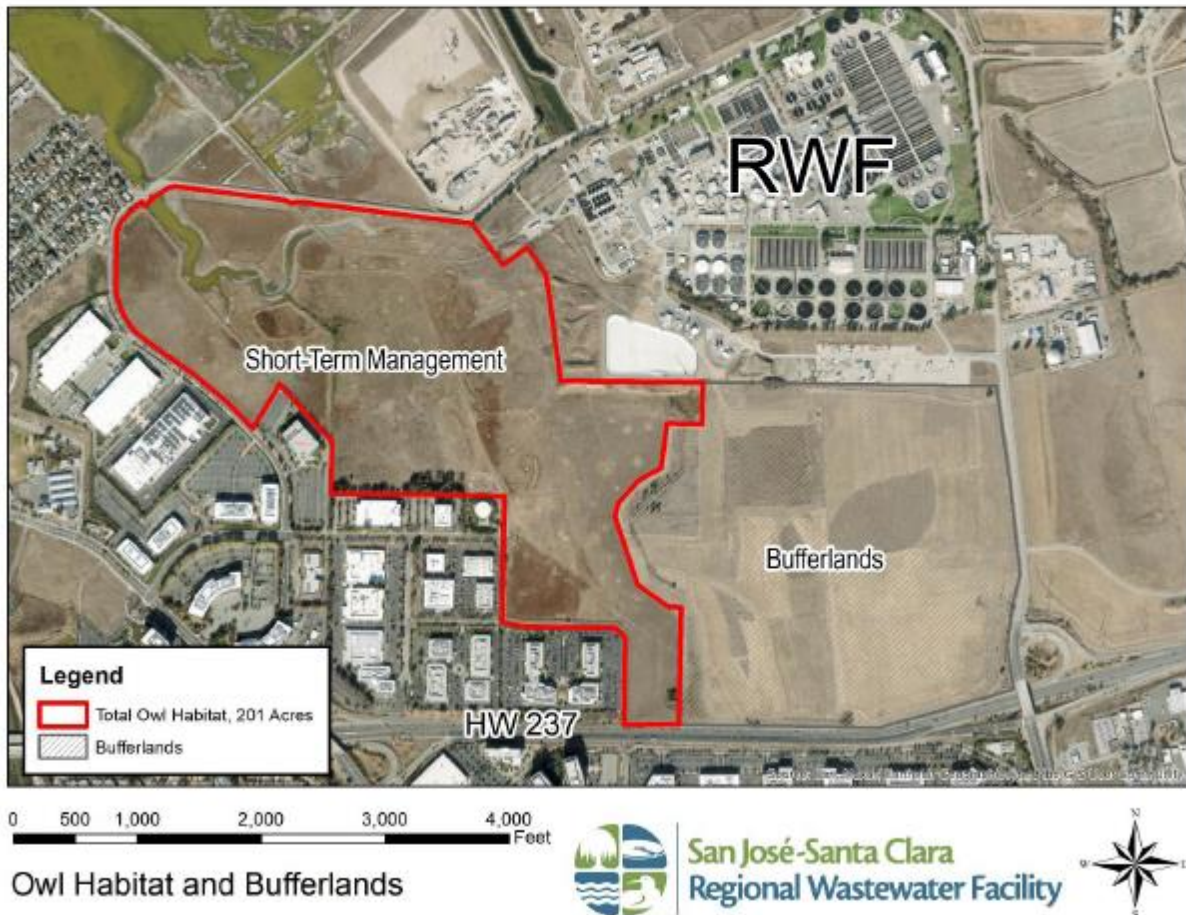 RWF
Short-Term Management
Bufferlands
Legend
Total Owl Habitat, 201 Acres
Bufferlands
HW 237
0 500 1,000 2,000 3,000 4,000
Feet
Owl Habitat and Bufferlands
San José-Santa Clara
Regional Wastewater Facility
N
W
E
S